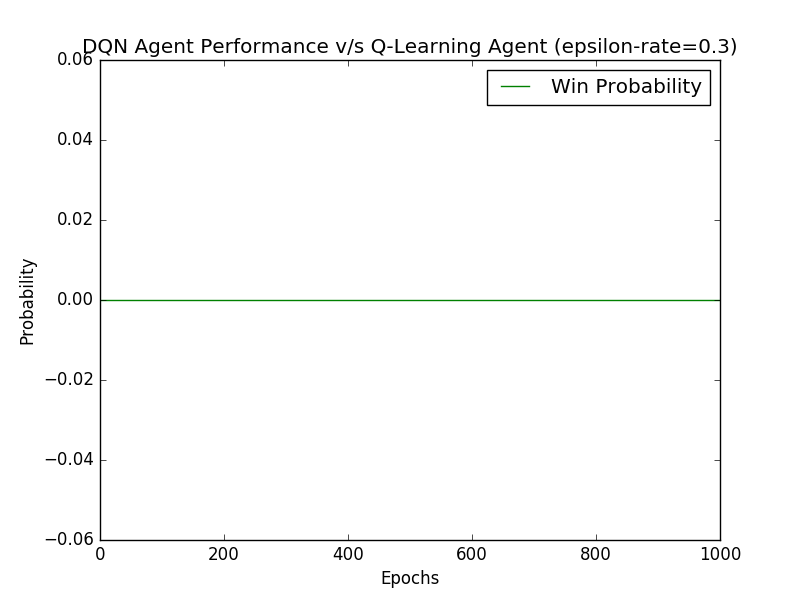 DQN Agent Performance v/s Q-Learning Agent (epsilon-rate=0.3)
Win Probability
0.06
0.04
0.02
0.00
−0.02
−0.04
−0.06
Probability
0 200 400 600 800 1000
Epochs